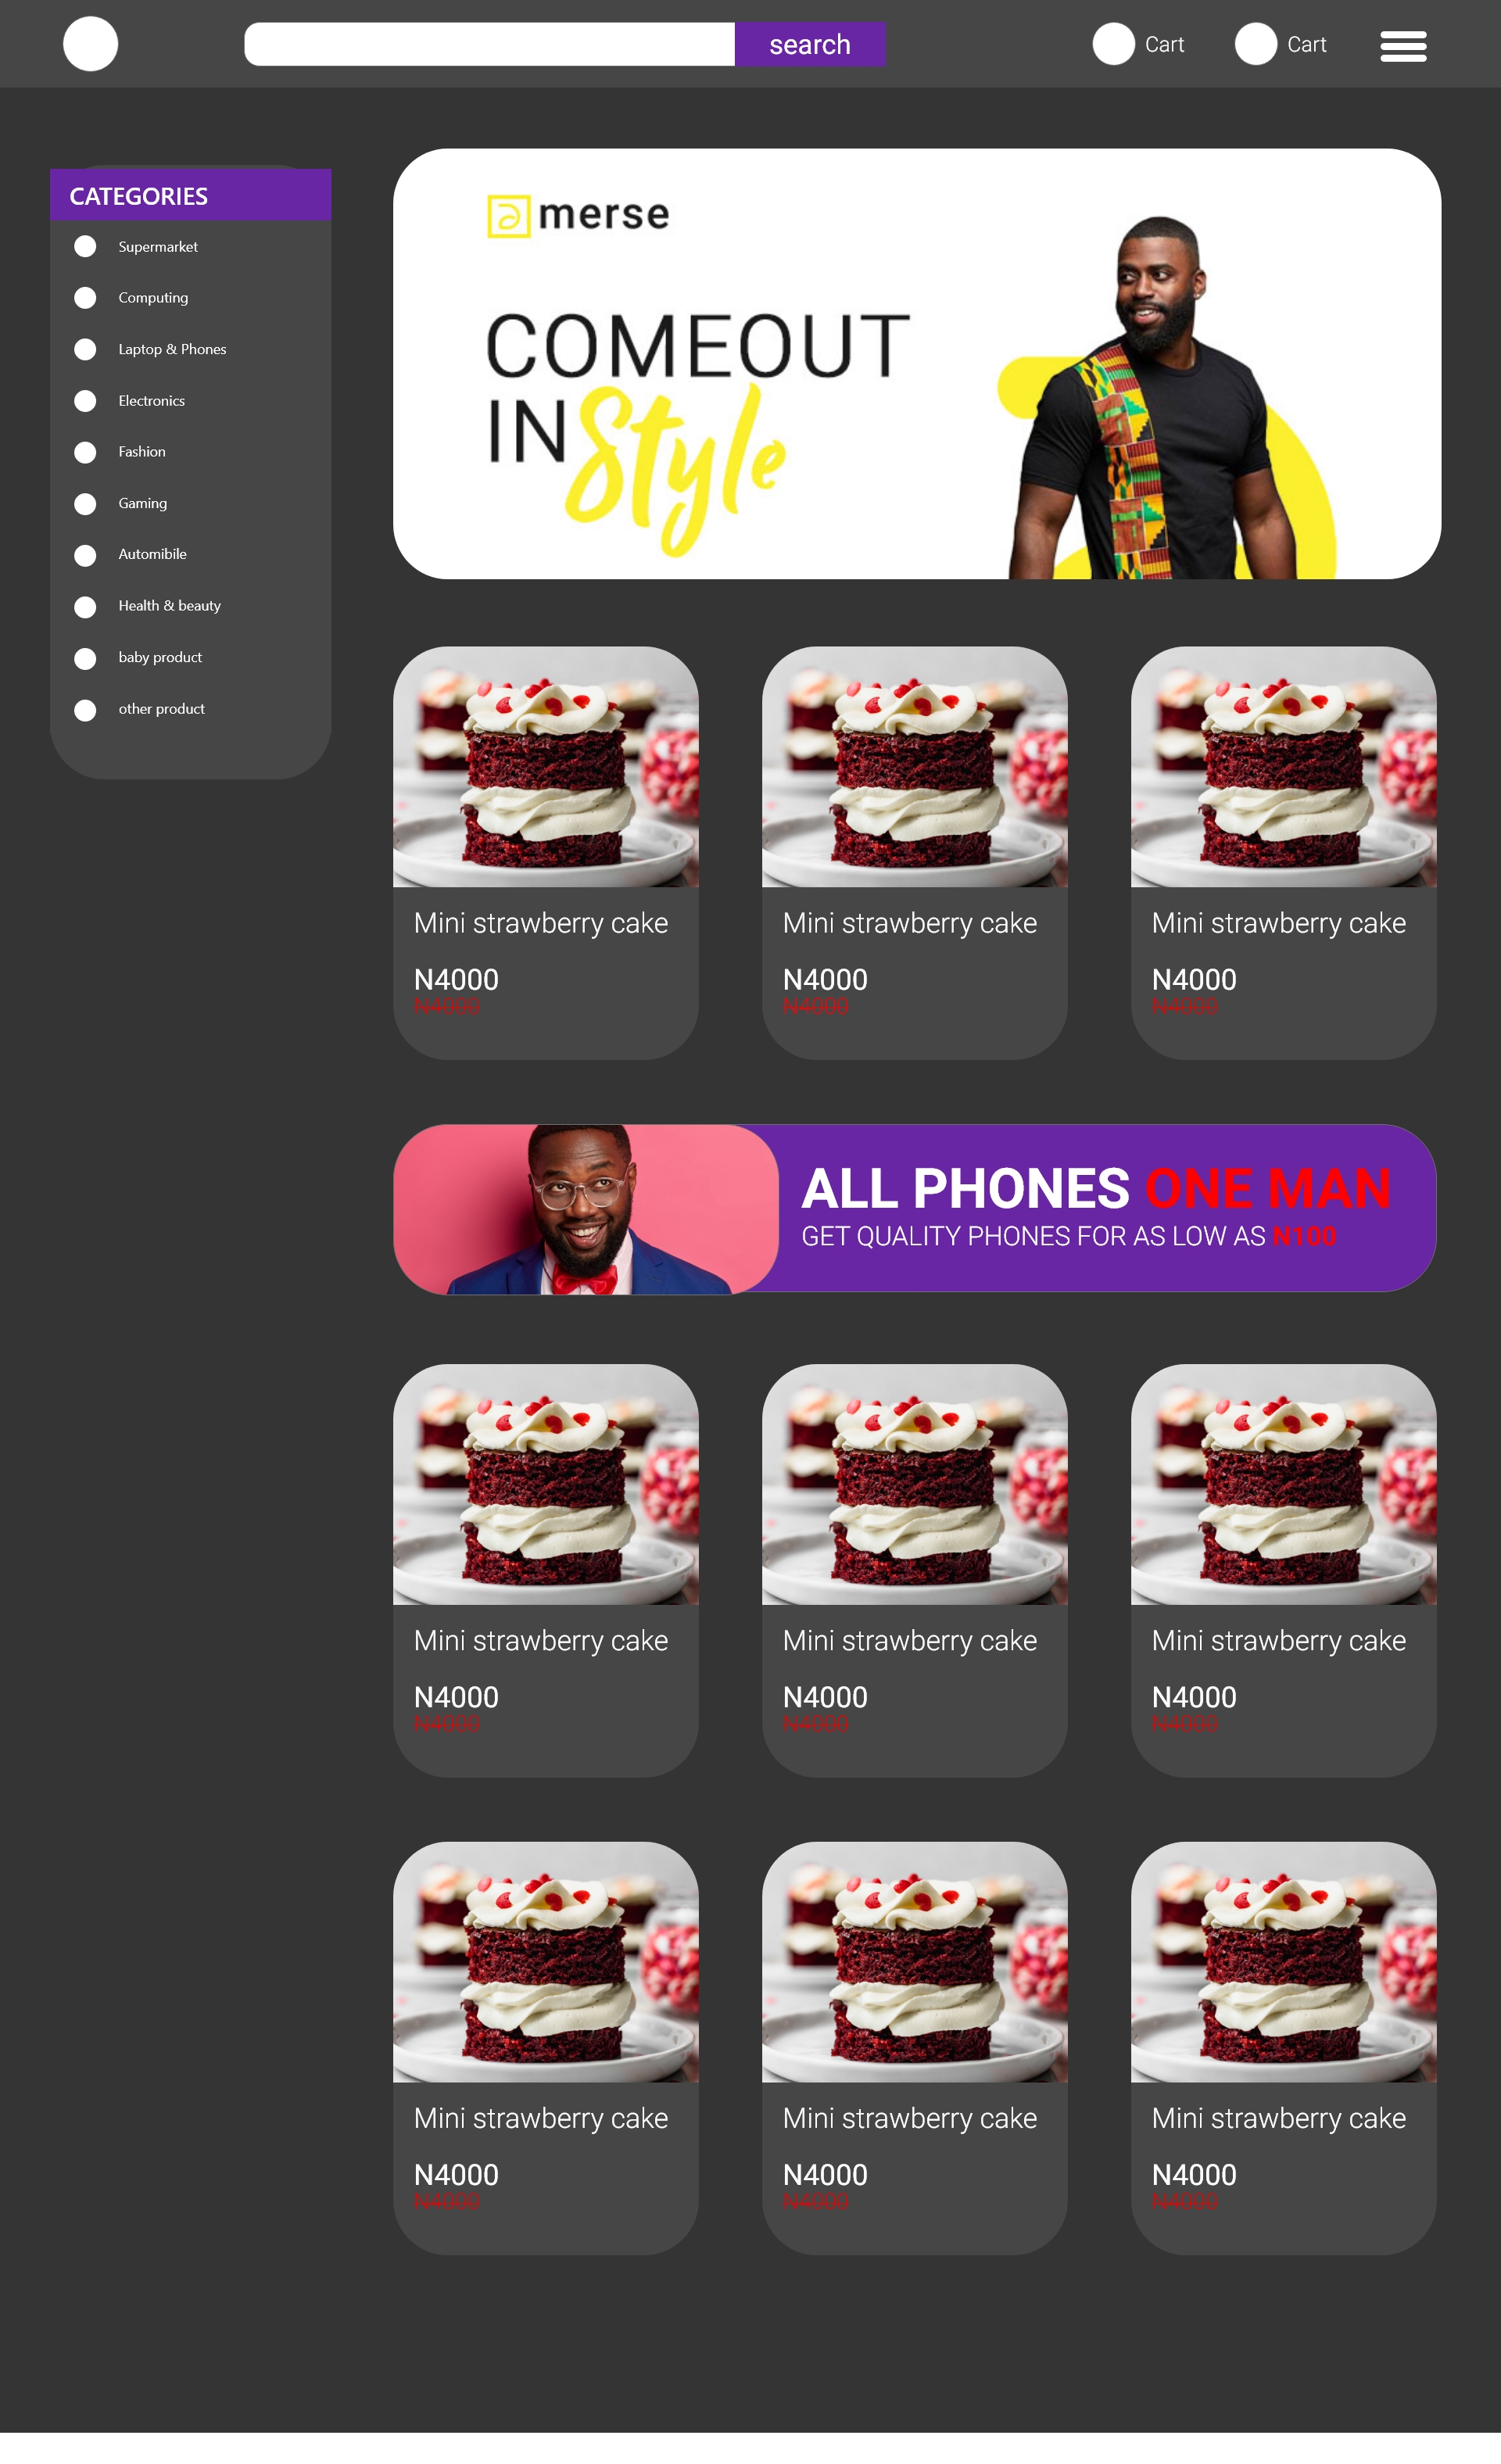 search
Cart
Cart
CATEGORIES
Supermarket
Computing
Laptop & Phones
Electronics
Fashion
Gaming
Automibile
Health & beauty
baby product
other product
merse
COMEOUT
IN Style
Mini strawberry cake
N4000
N4000
Mini strawberry cake
N4000
N4000
Mini strawberry cake
N4000
N4000
ALL PHONES ONE MAN
GET QUALITY PHONES FOR AS LOW AS N100
Mini strawberry cake
N4000
N4000
Mini strawberry cake
N4000
N4000
Mini strawberry cake
N4000
N4000
Mini strawberry cake
N4000
N4000
Mini strawberry cake
N4000
N4000
Mini strawberry cake
N4000
N4000